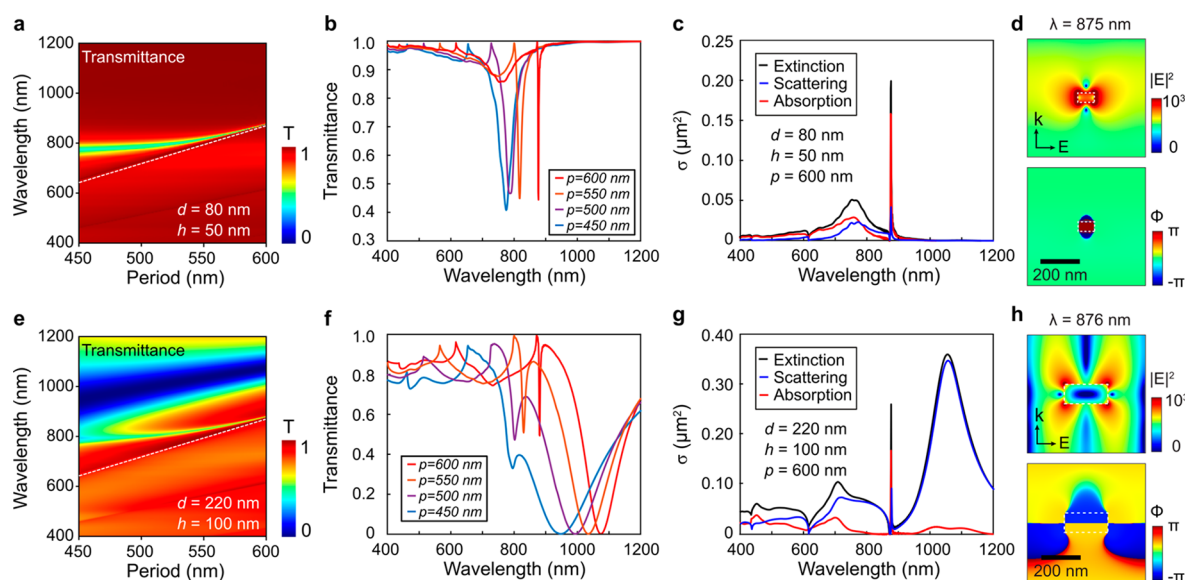 a
Transmittance
Wavelength (nm)
1200
1000
800
600
400
d = 80 nm
h = 50 nm
450 500 550 600
Period (nm)
T
1
0
b
Transmittance
1.0
0.9
0.8
0.7
0.6
0.5
0.4
0.3
p=600 nm
p=550 nm
p=500 nm
p=450 nm
400 600 800 1000 1200
Wavelength (nm)
c
σ (μm²)
0.25
0.20
0.15
0.10
0.05
0
Extinction
Scattering
Absorption
d = 80 nm
h = 50 nm
p = 600 nm
400 600 800 1000 1200
Wavelength (nm)
d
λ = 875 nm
k
E
|E|²
10³
0
200 nm
Φ
π
-π
e
Transmittance
Wavelength (nm)
1200
1000
800
600
400
d = 220 nm
h = 100 nm
450 500 550 600
Period (nm)
T
1
0
f
Transmittance
1.0
0.8
0.6
0.4
0.2
0
p=600 nm
p=550 nm
p=500 nm
p=450 nm
400 600 800 1000 1200
Wavelength (nm)
g
σ (μm²)
0.40
0.30
0.20
0.10
0
Extinction
Scattering
Absorption
d = 220 nm
h = 100 nm
p = 600 nm
400 600 800 1000 1200
Wavelength (nm)
h
λ = 876 nm
k
E
|E|²
10³
0
200 nm
Φ
π
-π